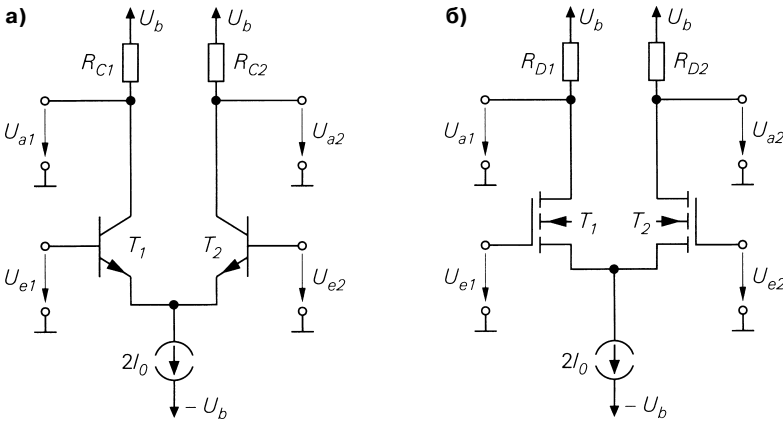 а)
U_b
U_b
R_C1
R_C2
U_a1
U_a2
T_1
T_2
U_e1
U_e2
2I_0
– U_b
б)
U_b
U_b
R_D1
R_D2
U_a1
U_a2
T_1
T_2
U_e1
U_e2
2I_0
– U_b